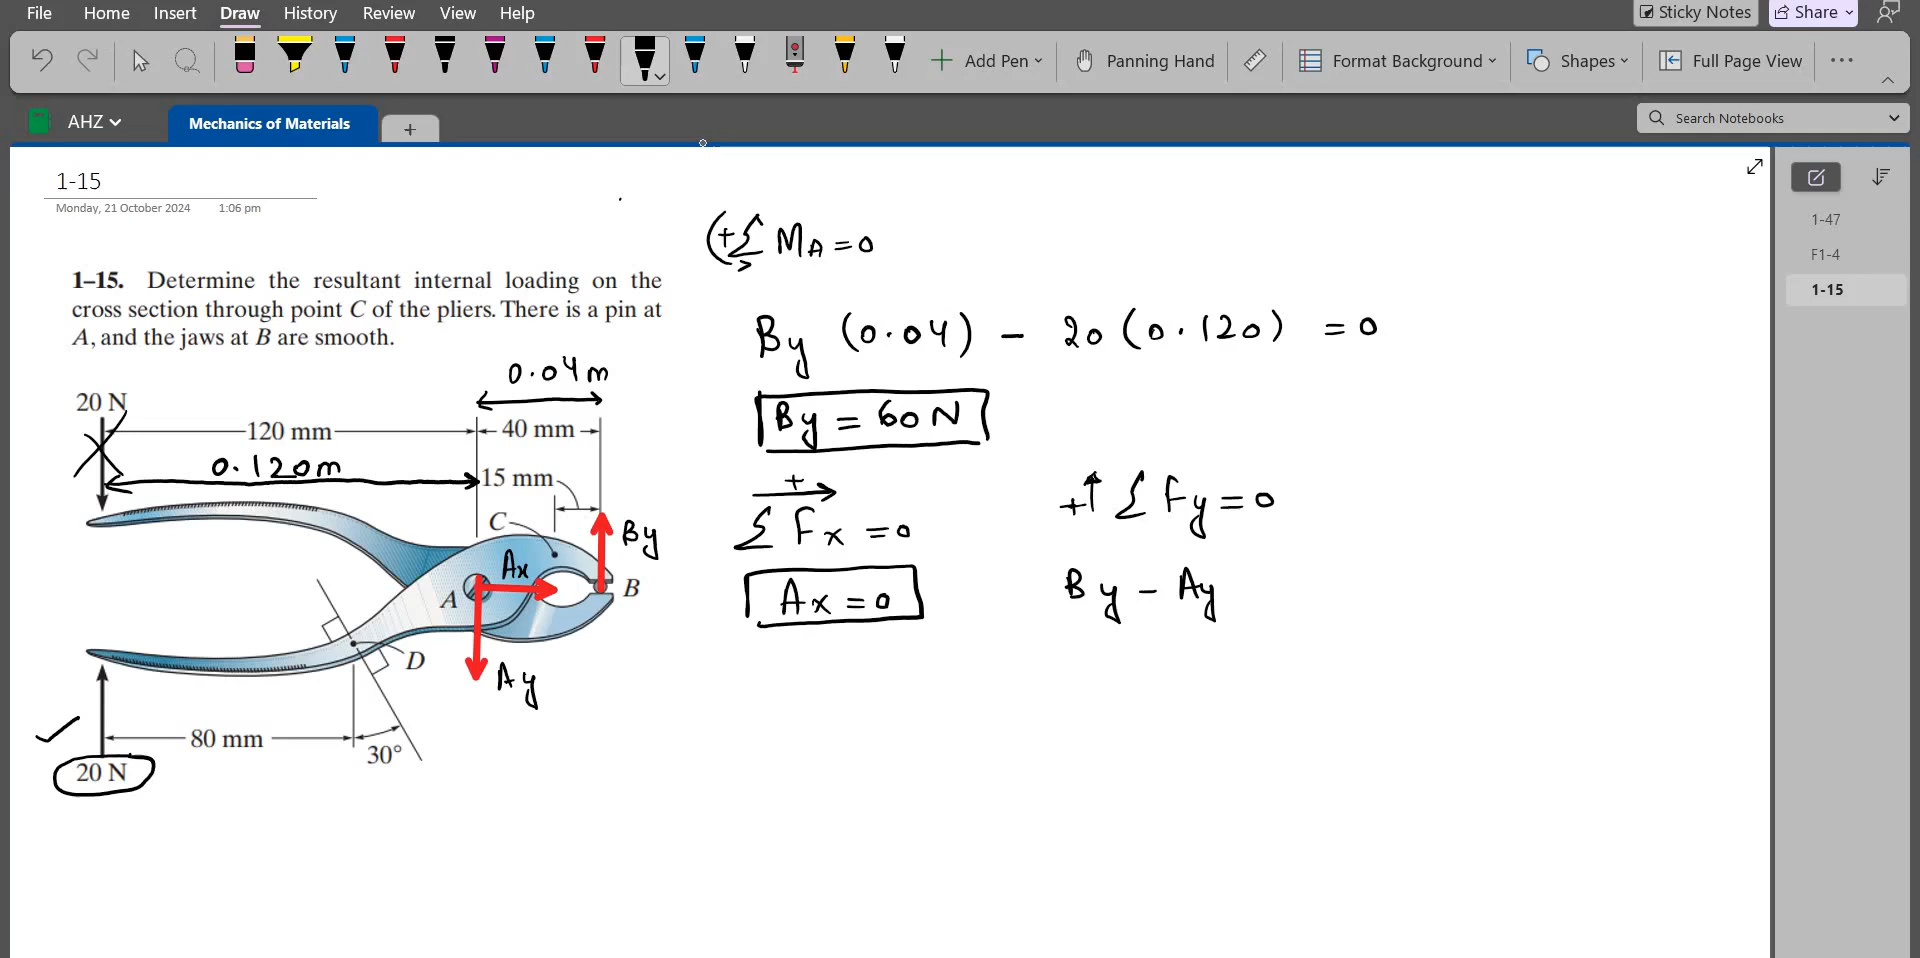 File Home Insert Draw History Review View Help Sticky Notes Share
Add Pen Panning Hand Format Background Shapes Full Page View
AHZ Mechanics of Materials + Search Notebooks
1-15
Monday, 21 October 2024 1:06 pm
1-47
F1-4
1-15
1–15. Determine the resultant internal loading on the
cross section through point C of the pliers. There is a pin at
A, and the jaws at B are smooth.
0.04m
20 N
120 mm 40 mm
0.120m 15 mm
C
By
Ax
A B
D
Ay
80 mm
30°
20 N
(+Σ MA = 0
By (0.04) - 20 (0.120) = 0
By = 60 N
+
Σ Fx = 0
Ax = 0
+↑ Σ Fy = 0
By - Ay